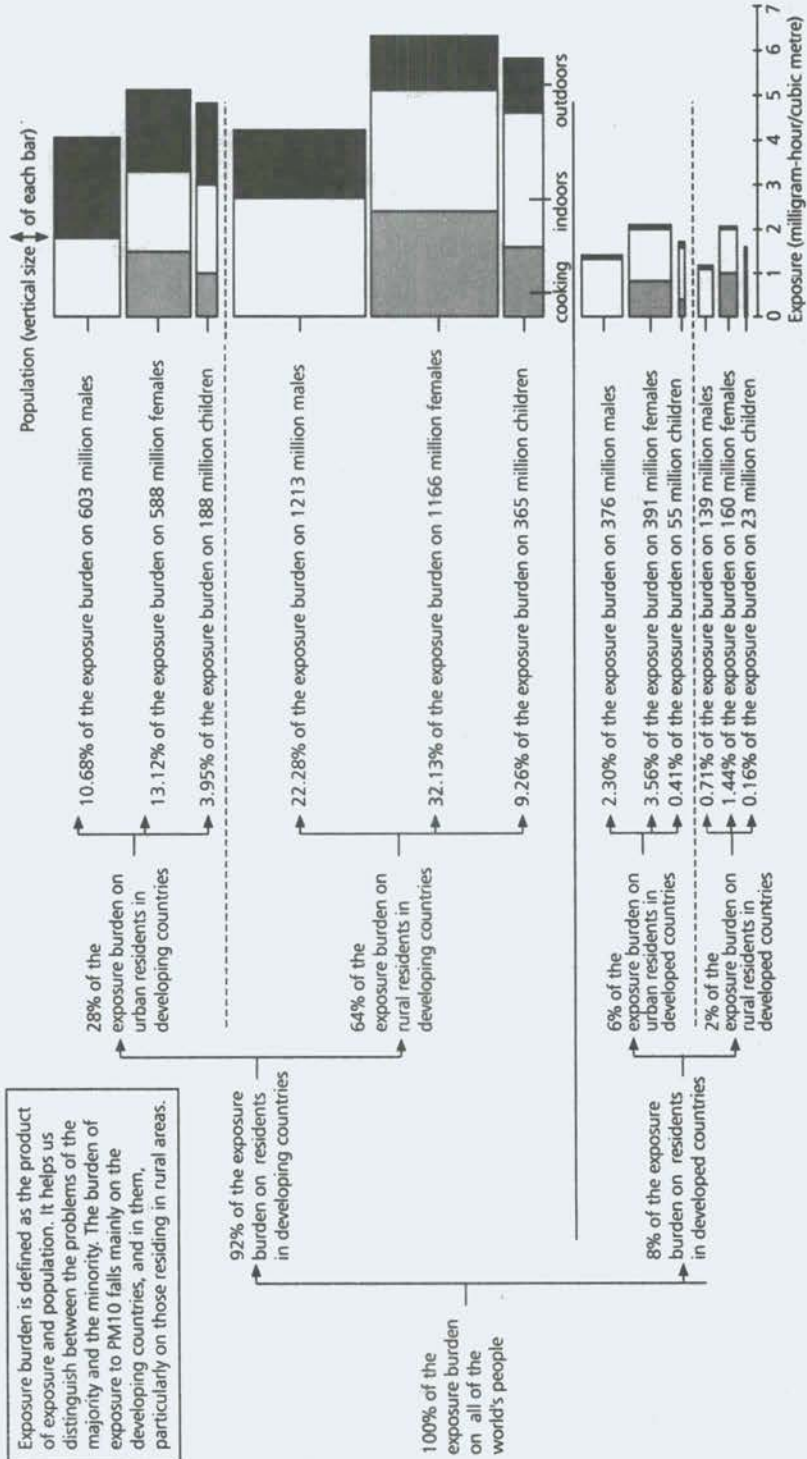 Exposure burden is defined as the product
of exposure and population. It helps us
distinguish between the problems of the
majority and the minority. The burden of
exposure to PM10 falls mainly on the
developing countries, and in them,
particularly on those residing in rural areas.
100% of the
exposure burden
on all of the
world's people
92% of the exposure
burden on residents
in developing countries
8% of the exposure
burden on residents
in developed countries
28% of the
exposure burden on
urban residents in
developing countries
64% of the
exposure burden on
rural residents in
developing countries
6% of the
exposure burden on
urban residents in
developed countries
2% of the
exposure burden on
rural residents in
developed countries
10.68% of the exposure burden on 603 million males
13.12% of the exposure burden on 588 million females
3.95% of the exposure burden on 188 million children
22.28% of the exposure burden on 1213 million males
32.13% of the exposure burden on 1166 million females
9.26% of the exposure burden on 365 million children
2.30% of the exposure burden on 376 million males
3.56% of the exposure burden on 391 million females
0.41% of the exposure burden on 55 million children
0.71% of the exposure burden on 139 million males
1.44% of the exposure burden on 160 million females
0.16% of the exposure burden on 23 million children
Population (vertical size of each bar)
cooking indoors outdoors
0 1 2 3 4 5 6 7
Exposure (milligram-hour/cubic metre)